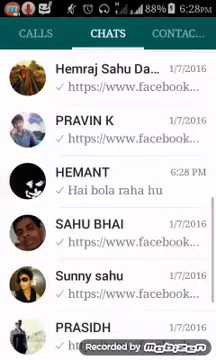 88% 6:28PM
CALLS CHATS CONTAC...
Hemraj Sahu Da... 1/7/2016
✓ https://www.facebook...
PRAVIN K 1/7/2016
✓ https://www.facebook...
HEMANT 6:28 PM
✓ Hai bola raha hu
SAHU BHAI 1/7/2016
✓ https://www.facebook...
Sunny sahu 1/7/2016
✓ https://www.facebook...
PRASIDH 1/7/2016
Recorded by Mobizen